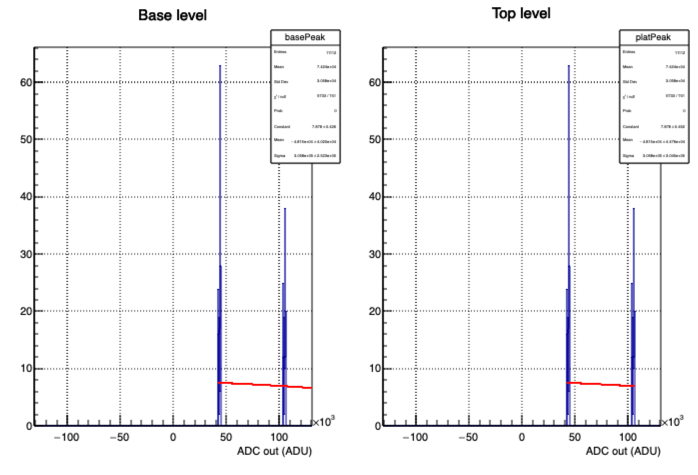 Base level
Top level
basePeak
Entries
Mean
Std Dev
χ² / ndf
Prob 0
Constant
Mean
Sigma
60
50
40
30
20
10
0
−100 −50 0 50 100
×10³
ADC out (ADU)
platPeak
Entries
Mean
Std Dev
χ² / ndf
Prob 0
Constant
Mean
Sigma
60
50
40
30
20
10
0
−100 −50 0 50 100
×10³
ADC out (ADU)